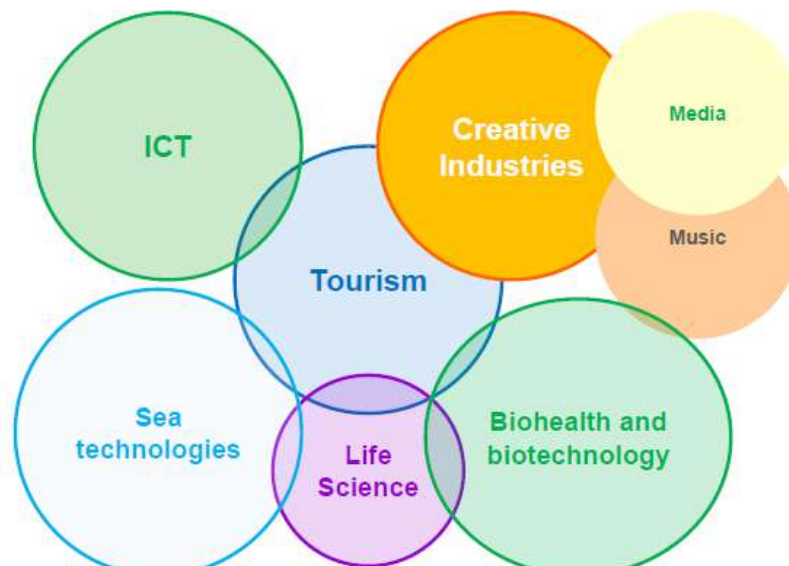 ICT
Creative
Industries
Media
Music
Tourism
Sea
technologies
Life
Science
Biohealth and
biotechnology